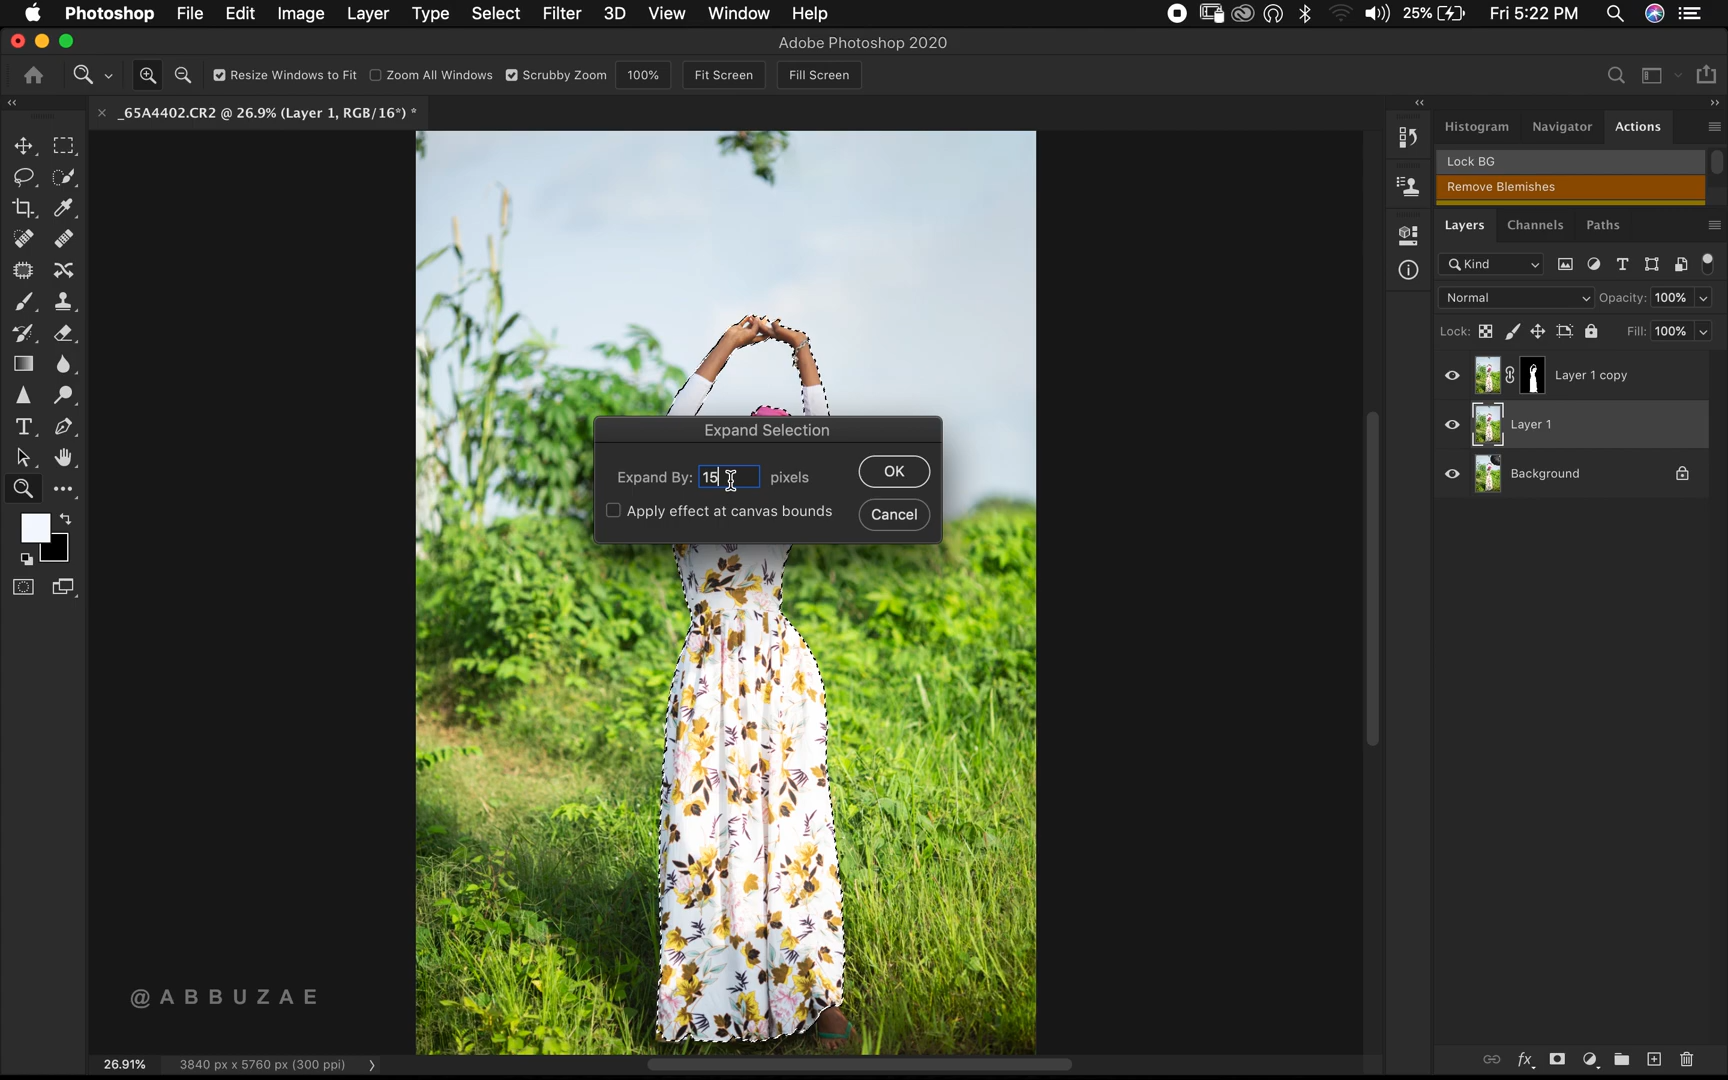 Photoshop File Edit Image Layer Type Select Filter 3D View Window Help
25% Fri 5:22 PM
Adobe Photoshop 2020
Resize Windows to Fit Zoom All Windows Scrubby Zoom 100% Fit Screen Fill Screen
_65A4402.CR2 @ 26.9% (Layer 1, RGB/16*) *
Histogram Navigator Actions
Lock BG
Remove Blemishes
Layers Channels Paths
Kind
Normal Opacity: 100%
Lock: Fill: 100%
Layer 1 copy
Layer 1
Background
Expand Selection
Expand By: 15 pixels
OK
Apply effect at canvas bounds
Cancel
@ABBUZAE
26.91% 3840 px x 5760 px (300 ppi)